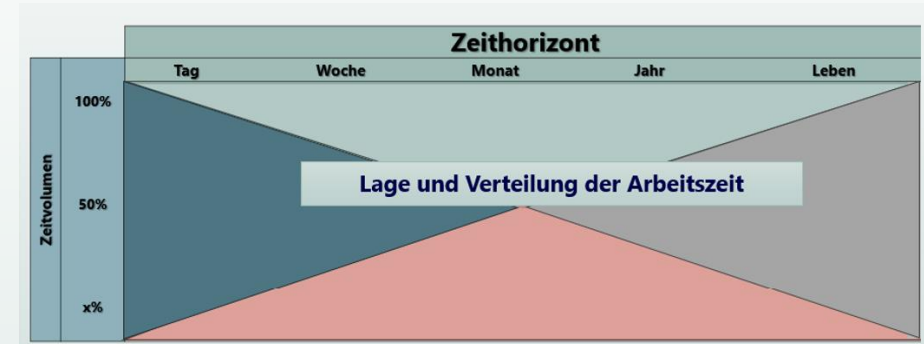 Zeithorizont
Tag Woche Monat Jahr Leben
Zeitvolumen
100%
Lage und Verteilung der Arbeitszeit
50%
x%